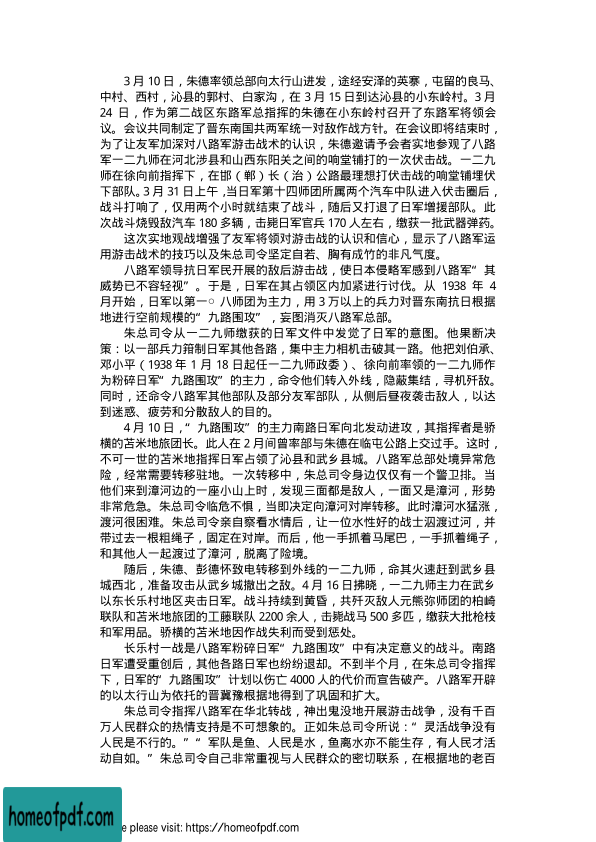 3 月 10 日，朱德率领总部向太行山进发，途经安泽的英寨，屯留的良马、
中村、西村，沁县的郭村、白家沟，在 3 月 15 日到达沁县的小东岭村。3 月
24 日，作为第二战区东路军总指挥的朱德在小东岭村召开了东路军将领会
议。会议共同制定了晋东南国共两军统一对敌作战方针。在会议即将结束时，
为了让友军加深对八路军游击战术的认识，朱德邀请予会者实地参观了八路
军一二九师在河北涉县和山西东阳关之间的响堂铺打的一次伏击战。一二九
师在徐向前指挥下，在邯（郸）长（治）公路最理想打伏击战的响堂铺埋伏
下部队。3 月 31 日上午，当日军第十四师团所属两个汽车中队进入伏击圈后，
战斗打响了，仅用两个小时就结束了战斗，随后又打退了日军增援部队。此
次战斗烧毁敌汽车 180 多辆，击毙日军官兵 170 人左右，缴获一批武器弹药。
这次实地观战增强了友军将领对游击战的认识和信心，显示了八路军运
用游击战术的技巧以及朱总司令坚定自若、胸有成竹的非凡气度。
八路军领导抗日军民开展的敌后游击战，使日本侵略军感到八路军“其
威势已不容轻视”。于是，日军在其占领区内加紧进行讨伐。从 1938 年 4
月开始，日军以第一○八师团为主力，用 3 万以上的兵力对晋东南抗日根据
地进行空前规模的“九路围攻”，妄图消灭八路军总部。
朱总司令从一二九师缴获的日军文件中发觉了日军的意图。他果断决
策：以一部兵力箝制日军其他各路，集中主力相机击破其一路。他把刘伯承、
邓小平（1938 年 1 月 18 日起任一二九师政委）、徐向前率领的一二九师作
为粉碎日军“九路围攻”的主力，命令他们转入外线，隐蔽集结，寻机歼敌。
同时，还命令八路军其他部队及部分友军部队，从侧后昼夜袭击敌人，以达
到迷惑、疲劳和分散敌人的目的。
4 月 10 日，“九路围攻”的主力南路日军向北发动进攻，其指挥者是骄
横的苫米地旅团长。此人在 2 月间曾率部与朱德在临屯公路上交过手。这时，
不可一世的苫米地指挥日军占领了沁县和武乡县城。八路军总部处境异常危
险，经常需要转移驻地。一次转移中，朱总司令身边仅仅有一个警卫排。当
他们来到漳河边的一座小山上时，发现三面都是敌人，一面又是漳河，形势
非常危急。朱总司令临危不惧，当即决定向漳河对岸转移。此时漳河水猛涨，
渡河很困难。朱总司令亲自察看水情后，让一位水性好的战士泅渡过河，并
带过去一根粗绳子，固定在对岸。而后，他一手抓着马尾巴，一手抓着绳子，
和其他人一起渡过了漳河，脱离了险境。
随后，朱德、彭德怀致电转移到外线的一二九师，命其火速赶到武乡县
城西北，准备攻击从武乡城撤出之敌。4 月 16 日拂晓，一二九师主力在武乡
以东长乐村地区夹击日军。战斗持续到黄昏，共歼灭敌人元熊弥师团的柏崎
联队和苫米地旅团的工藤联队 2200 余人，击毙战马 500 多匹，缴获大批枪枝
和军用品。骄横的苫米地因作战失利而受到惩处。
长乐村一战是八路军粉碎日军“九路围攻”中有决定意义的战斗。南路
日军遭受重创后，其他各路日军也纷纷退却。不到半个月，在朱总司令指挥
下，日军的“九路围攻”计划以伤亡 4000 人的代价而宣告破产。八路军开辟
的以太行山为依托的晋冀豫根据地得到了巩固和扩大。
朱总司令指挥八路军在华北转战，神出鬼没地开展游击战争，没有千百
万人民群众的热情支持是不可想象的。正如朱总司令所说：“灵活战争没有
人民是不行的。”“军队是鱼、人民是水，鱼离水亦不能生存，有人民才活
动自如。”朱总司令自己非常重视与人民群众的密切联系，在根据地的老百
homeofpdf.com
e please visit: https://homeofpdf.com